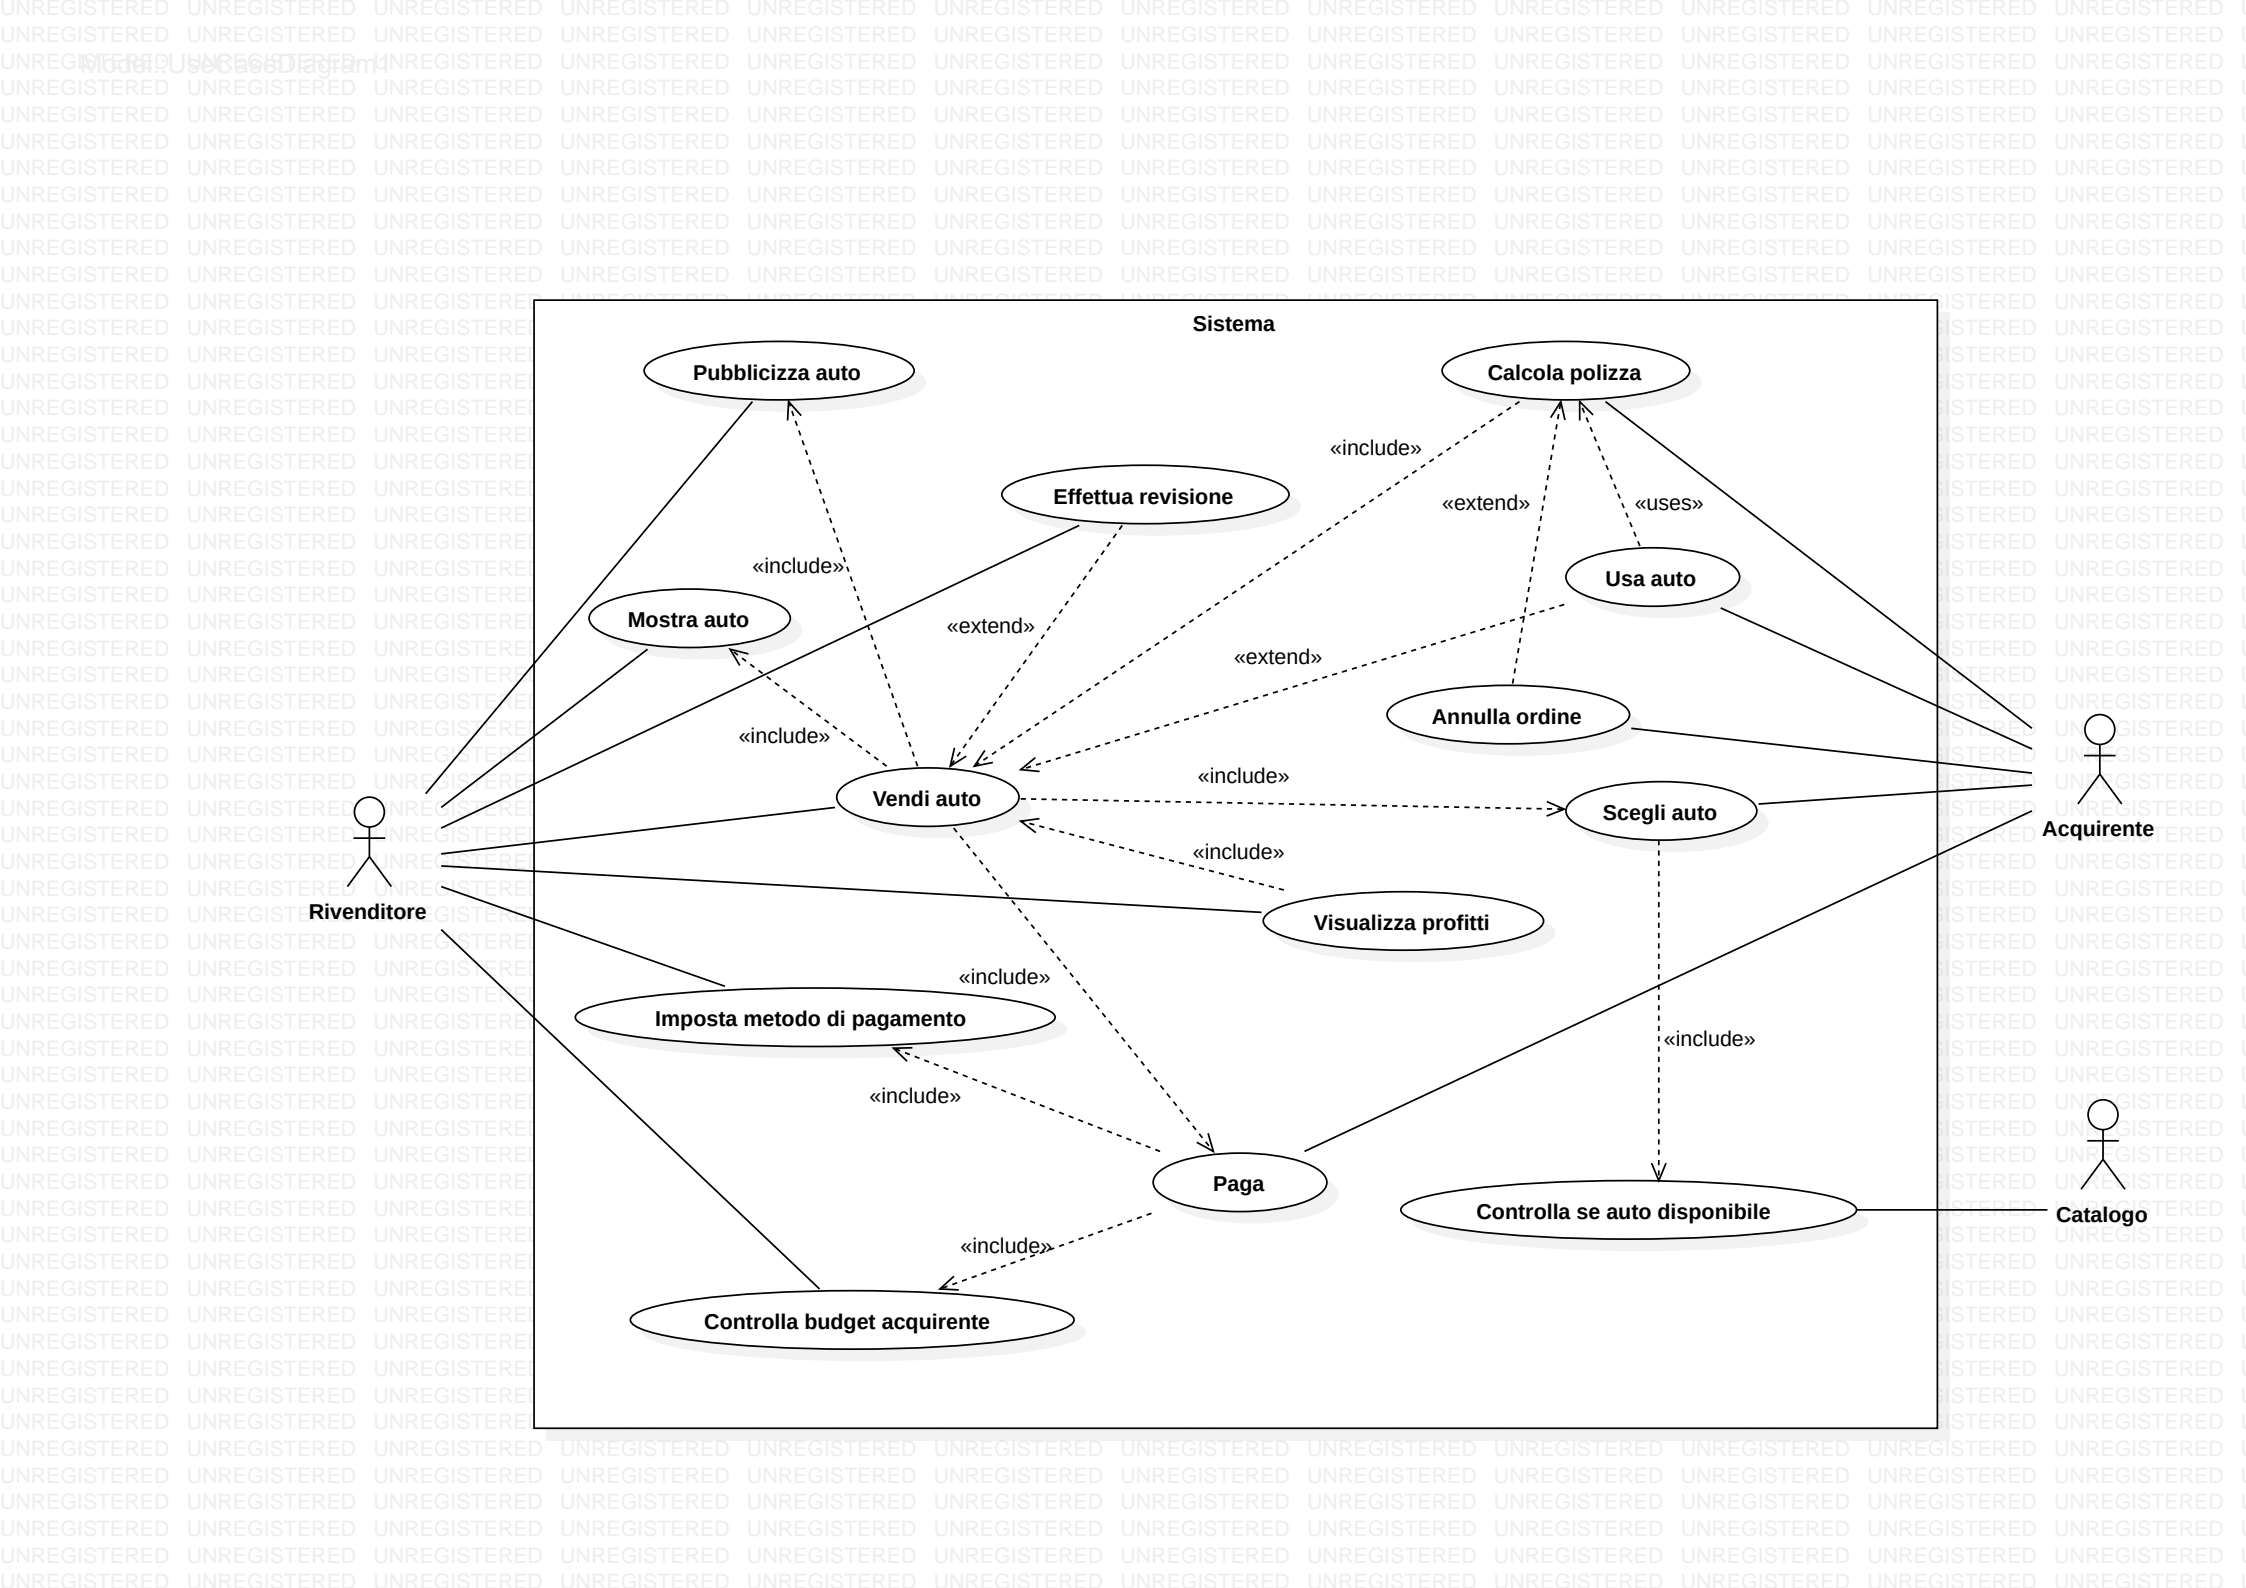 Model::UseCaseDiagram1
Sistema
Pubblicizza auto
Calcola polizza
«include»
Effettua revisione
«extend»
«uses»
«include»
Usa auto
Mostra auto
«extend»
«extend»
Annulla ordine
«include»
«include»
Vendi auto
Scegli auto
Acquirente
«include»
Rivenditore
Visualizza profitti
«include»
Imposta metodo di pagamento
«include»
«include»
Paga
Controlla se auto disponibile
Catalogo
«include»
Controlla budget acquirente
UNREGISTERED